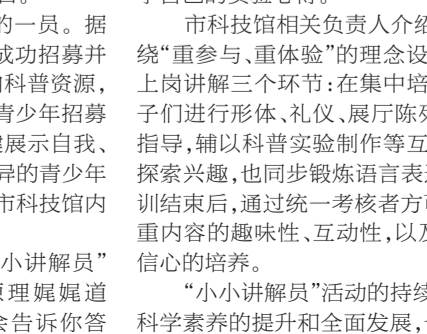 的一员。据
成功招募并
内科普资源，
青少年招募
建展示自我、
异的青少年
市科技馆内
小讲解员”
原理娓娓道
会告诉你答
市科技馆相关负责人介绍
绕“重参与、重体验”的理念设
上岗讲解三个环节：在集中培
子们进行形体、礼仪、展厅陈列
指导，辅以科普实验制作等互
探索兴趣，也同步锻炼语言表达
训结束后，通过统一考核者方可
重内容的趣味性、互动性，以及
信心的培养。
“小小讲解员”活动的持续
科学素养的提升和全面发展，